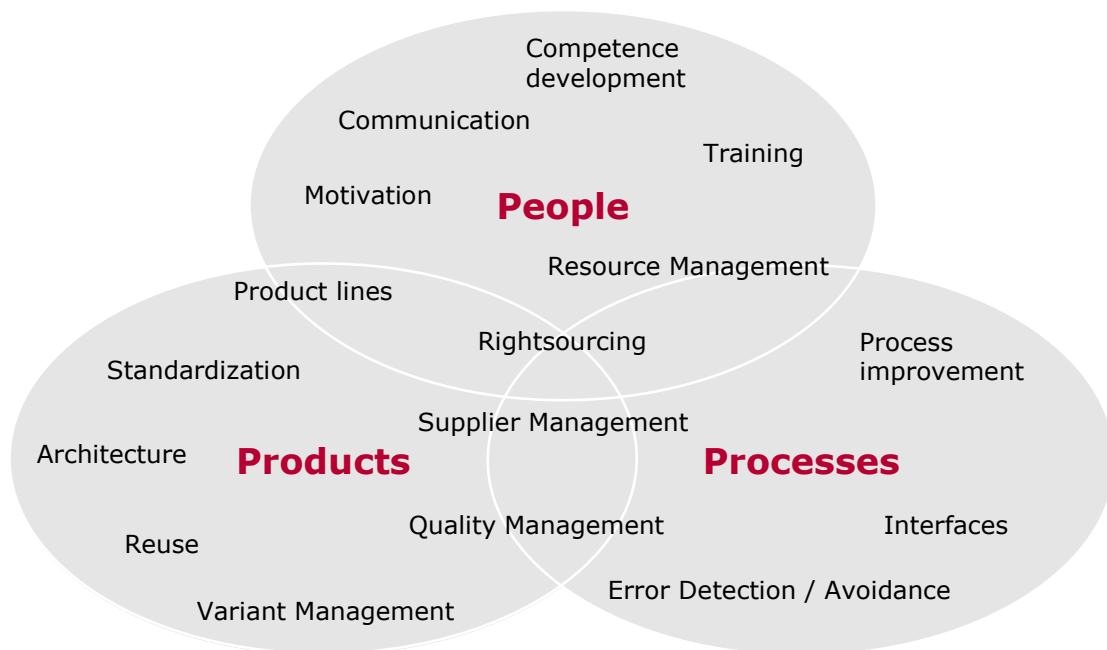 Competence
development
Communication
Training
Motivation
People
Resource Management
Product lines
Rightsourcing
Process
improvement
Standardization
Supplier Management
Architecture
Products
Processes
Quality Management
Interfaces
Reuse
Error Detection / Avoidance
Variant Management